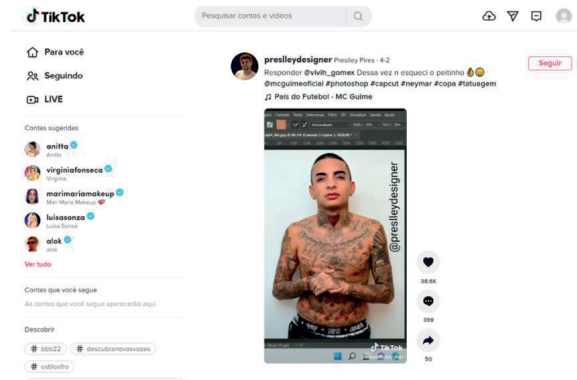 TikTok
Pesquisar contas e vídeos
Para você
Seguindo
LIVE
Contas sugeridas
anitta
Anitta
virginiafonseca
Virginia
marimariamakeup
Mari Maria Makeup
luisasonza
Luísa Sonza
alok
alok
Ver tudo
Contas que você segue
As contas que você segue aparecerão aqui
Descobrir
# bbb22
# descubranovasvozes
# estiloafro
preslleydesigner Preslley Pires · 4-2
Seguir
Responder @vivih_gomex Dessa vez n esqueci o peitinho
@mcguimeoficial #photoshop #capcut #neymar #copa #tatuagem
País do Futebol - MC Guime
@preslleydesigner
TikTok
38.6K
369
50